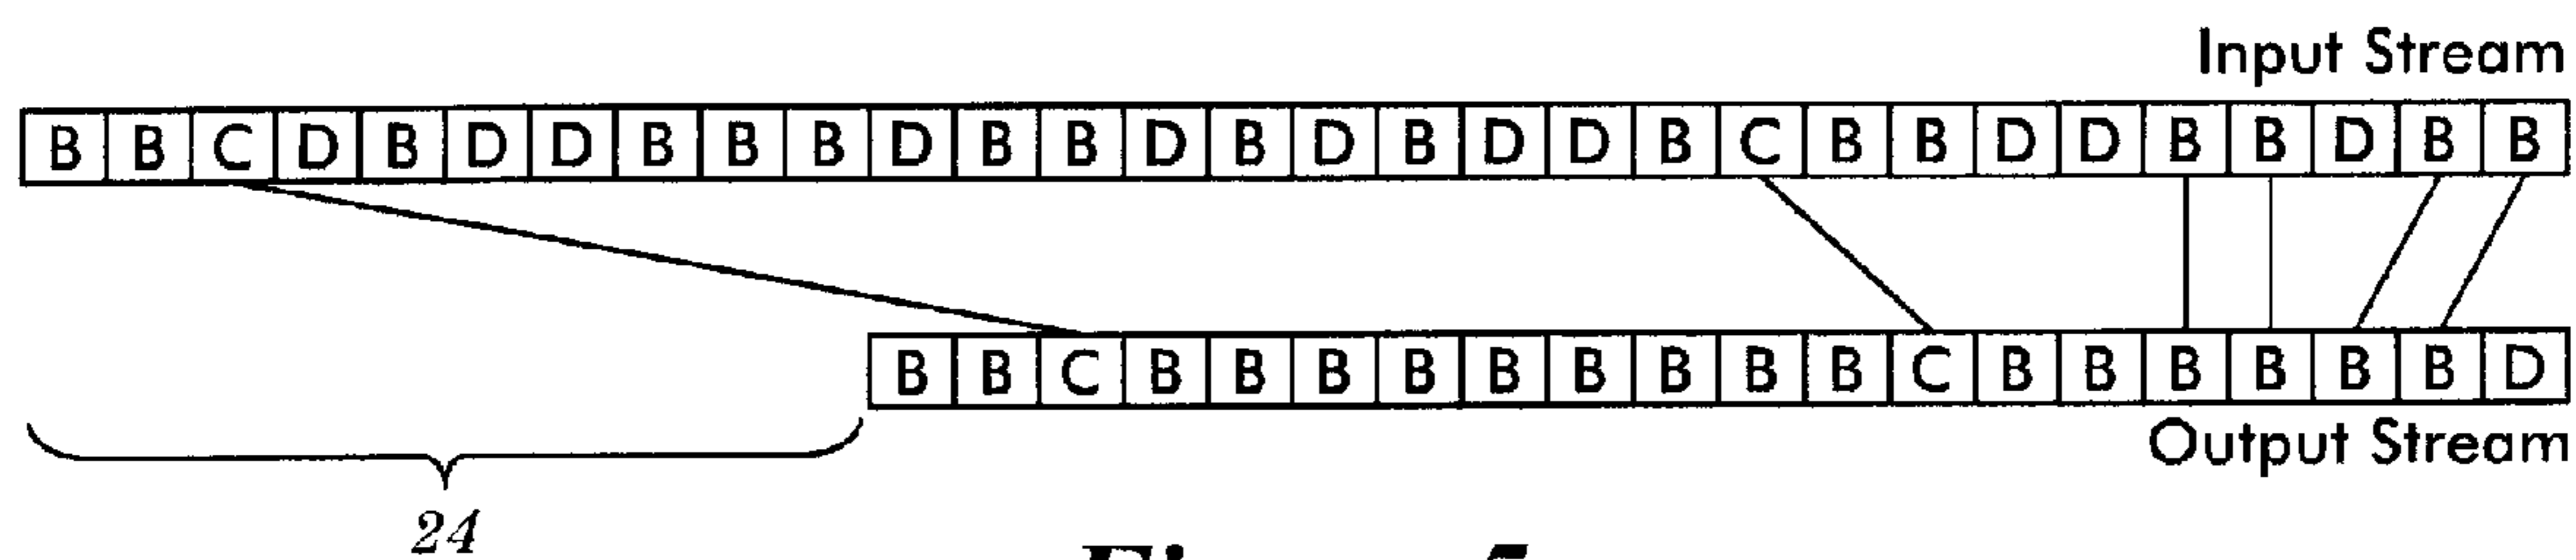 Input Stream
B B C D B D D B B B D B B D B D B D D B C B B D D B B D B B
B B C B B B B B B B B B C B B B B B B D
Output Stream
24